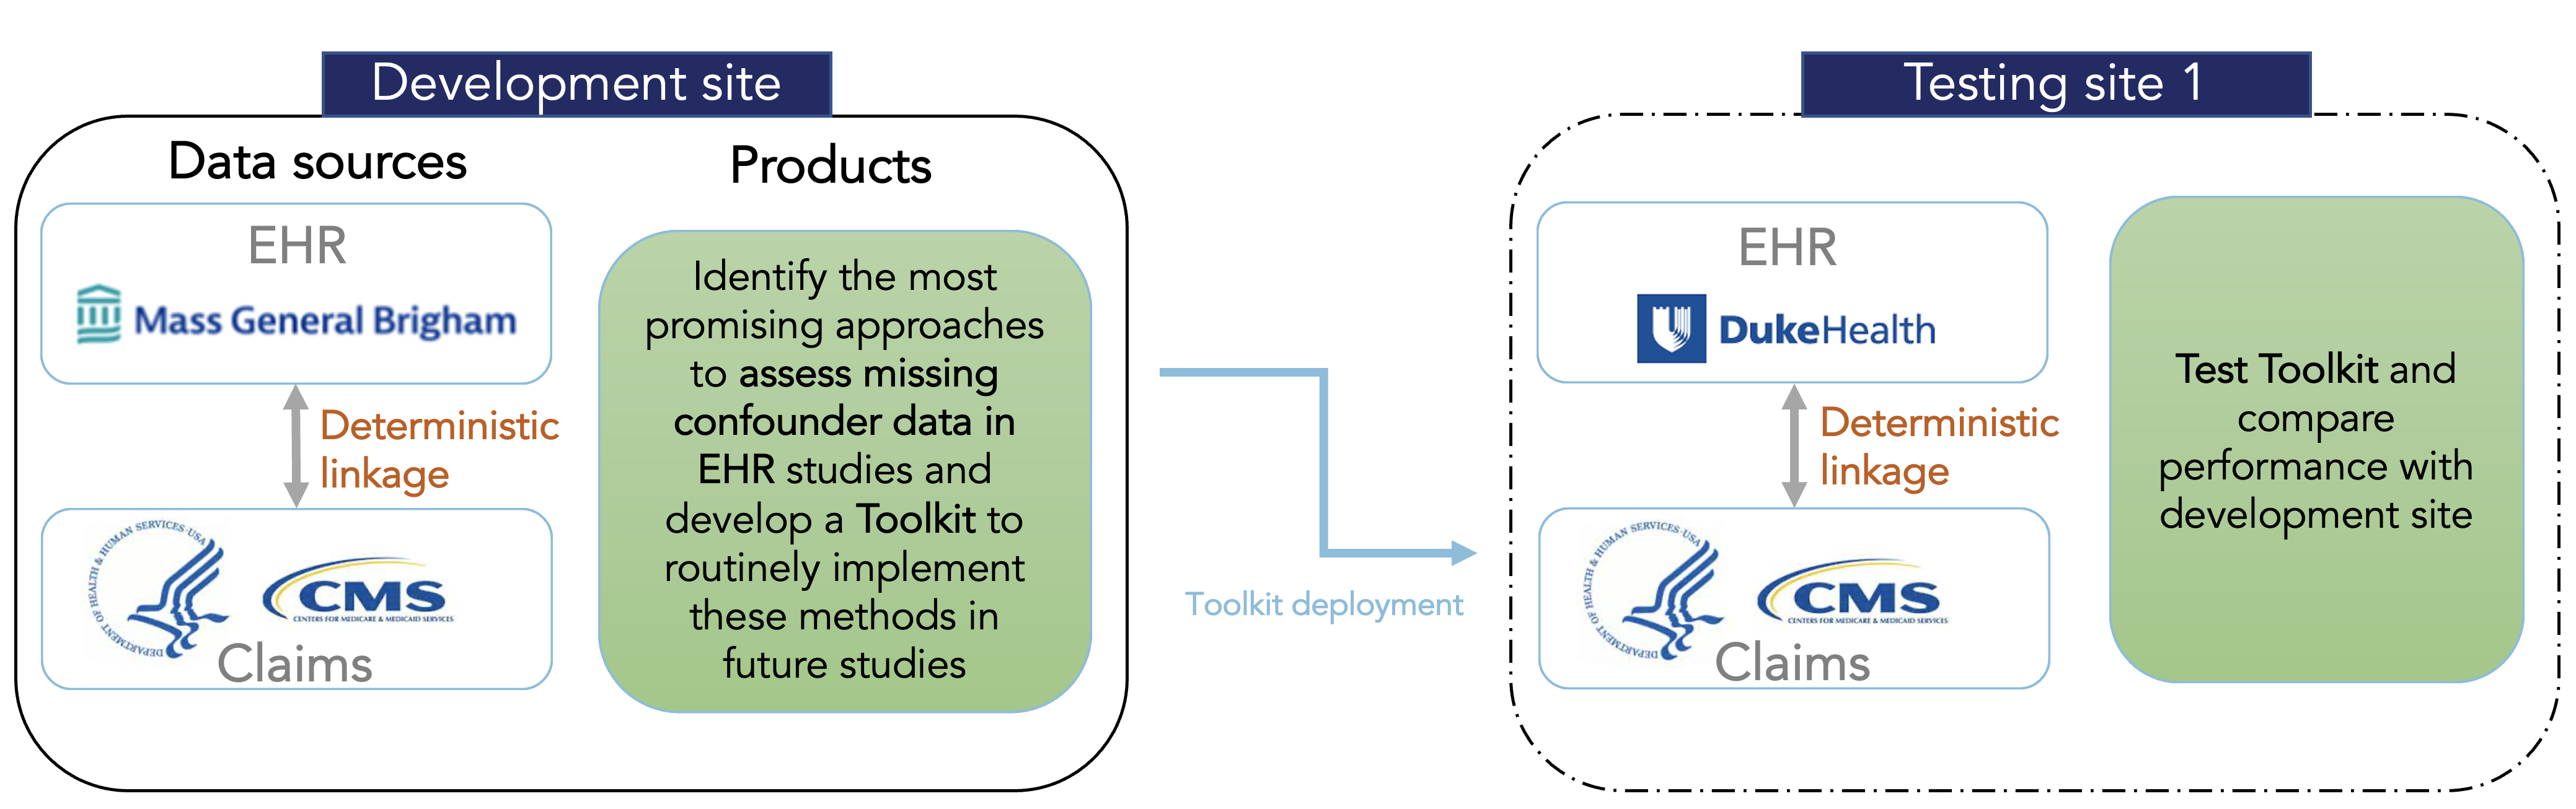 Development site
Data sources
EHR
Mass General Brigham
Deterministic
linkage
DEPARTMENT OF HEALTH & HUMAN SERVICES·USA
CMS
CENTERS FOR MEDICARE & MEDICAID SERVICES
Claims
Products
Identify the most
promising approaches
to assess missing
confounder data in
EHR studies and
develop a Toolkit to
routinely implement
these methods in
future studies
Toolkit deployment
Testing site 1
EHR
DukeHealth
Deterministic
linkage
DEPARTMENT OF HEALTH & HUMAN SERVICES·USA
CMS
CENTERS FOR MEDICARE & MEDICAID SERVICES
Claims
Test Toolkit and
compare
performance with
development site